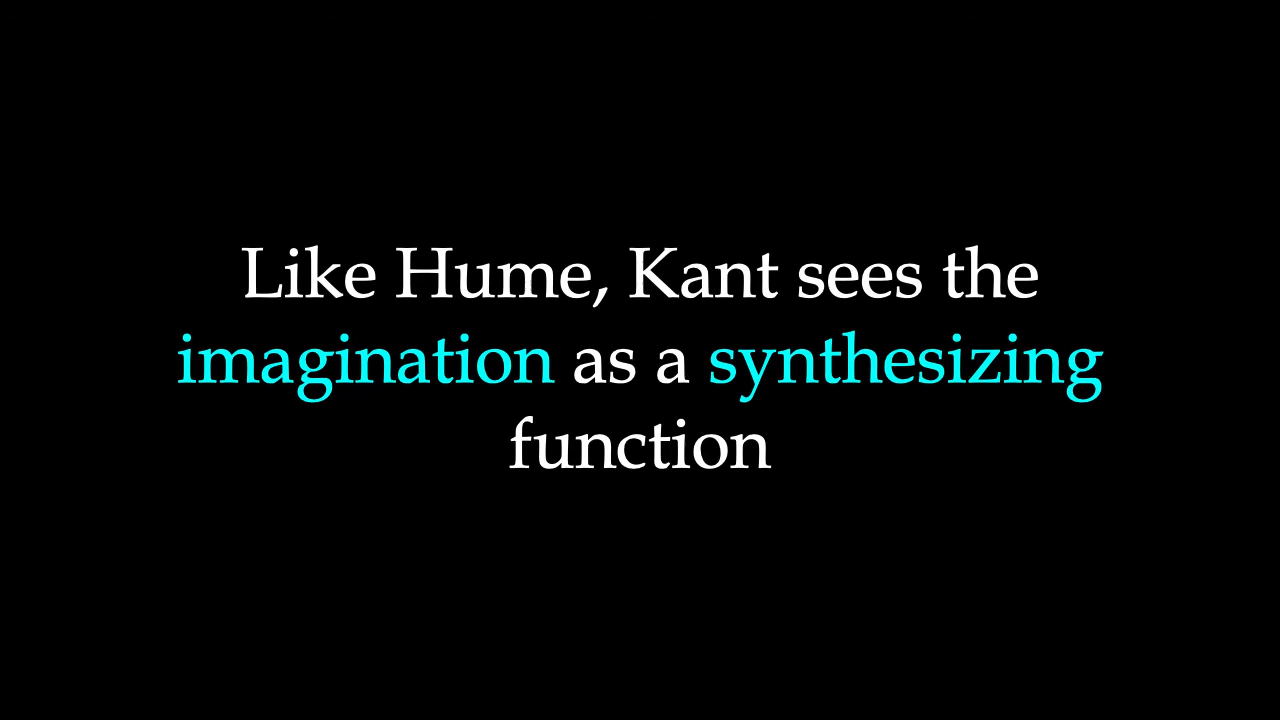 Like Hume, Kant sees the
imagination as a synthesizing
function